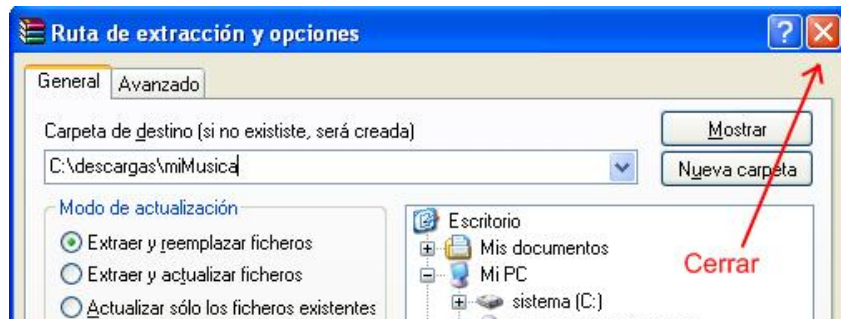 Ruta de extracción y opciones
?
General Avanzado
Carpeta de destino (si no exististe, será creada)
Mostrar
C:\descargas\miMusica
Nueva carpeta
Modo de actualización
Extraer y reemplazar ficheros
Extraer y actualizar ficheros
Actualizar sólo los ficheros existentes
Escritorio
Mis documentos
Mi PC
sistema (C:)
Cerrar